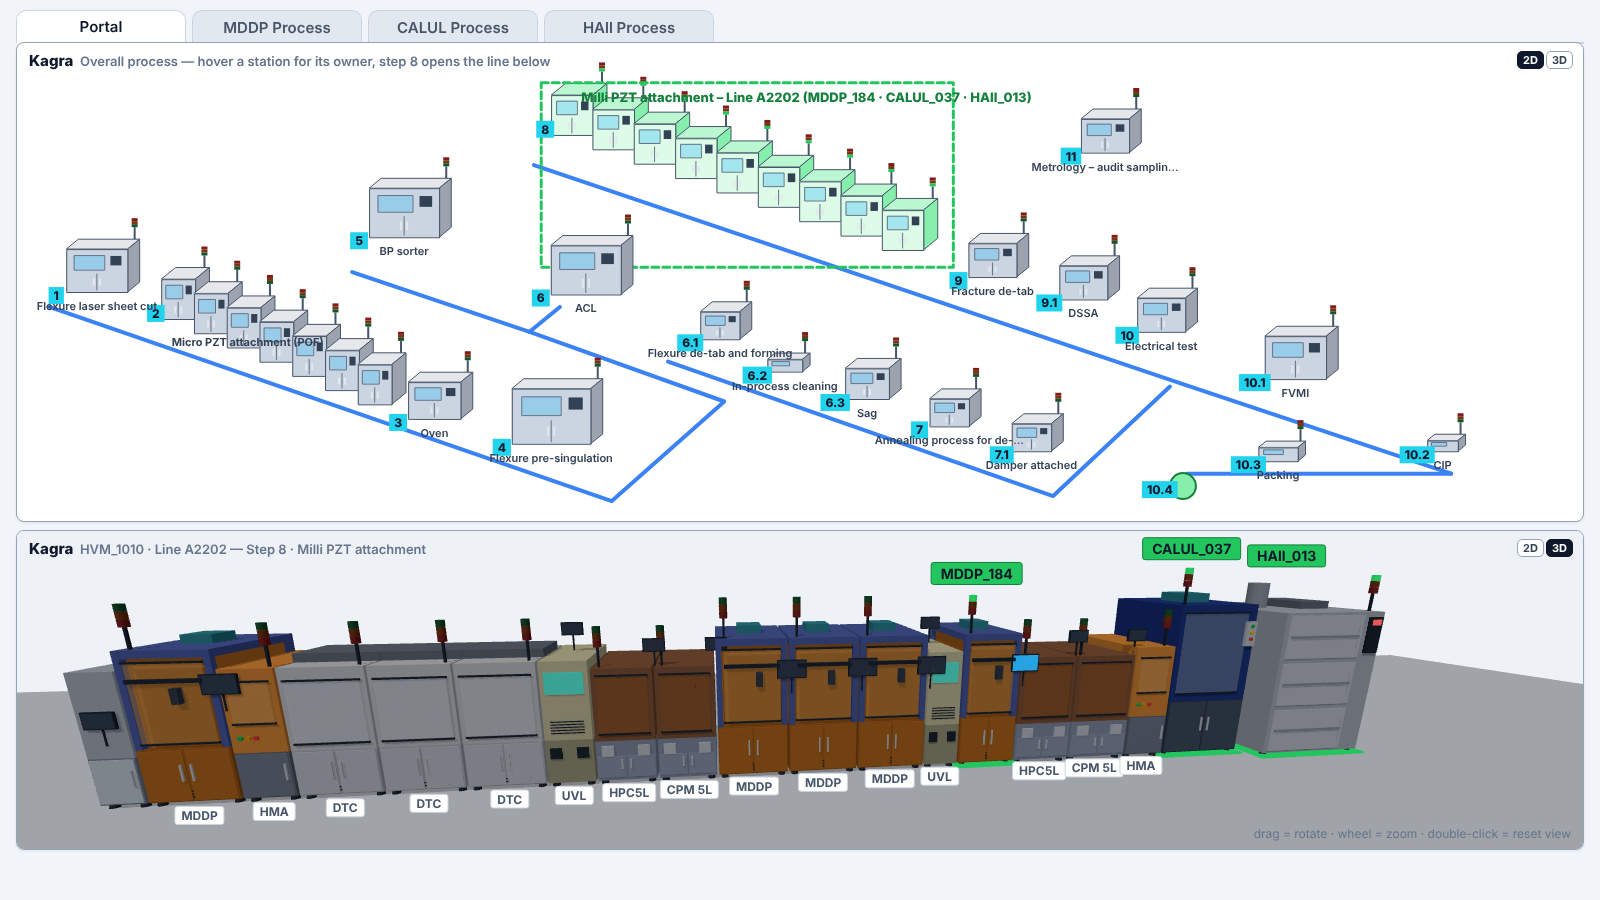 Portal
MDDP Process
CALUL Process
HAII Process
Kagra Overall process — hover a station for its owner, step 8 opens the line below
2D 3D
Milli PZT attachment – Line A2202 (MDDP_184 · CALUL_037 · HAII_013)
8
11
Metrology – audit samplin...
5
BP sorter
1
Flexure laser sheet cut
2
Micro PZT attachment (POF)
6
ACL
9
Fracture de-tab
9.1
DSSA
10
Electrical test
6.1
Flexure de-tab and forming
6.2
In-process cleaning
6.3
Sag
10.1
FVMI
3
Oven
4
Flexure pre-singulation
7
Annealing process for de-...
7.1
Damper attached
10.2
CIP
10.3
Packing
10.4
Kagra HVM_1010 · Line A2202 — Step 8 · Milli PZT attachment
2D 3D
CALUL_037
HAII_013
MDDP_184
MDDP
HMA
DTC
DTC
DTC
UVL
HPC5L
CPM 5L
MDDP
MDDP
MDDP
UVL
HPC5L
CPM 5L
HMA
drag = rotate · wheel = zoom · double-click = reset view